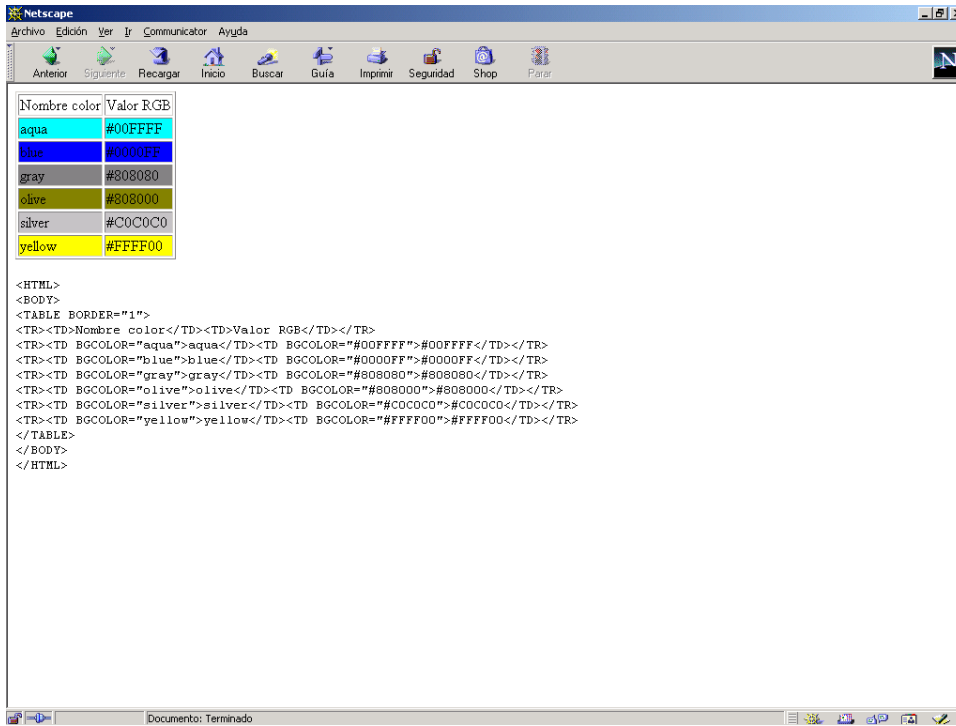 Netscape
Archivo Edición Ver Ir Communicator Ayuda
Anterior Siguiente Recargar Inicio Buscar Guía Imprimir Seguridad Shop Parar
N
Nombre color Valor RGB
aqua #00FFFF
blue #0000FF
gray #808080
olive #808000
silver #C0C0C0
yellow #FFFF00
<HTML>
<BODY>
<TABLE BORDER="1">
<TR><TD>Nombre color</TD><TD>Valor RGB</TD></TR>
<TR><TD BGCOLOR="aqua">aqua</TD><TD BGCOLOR="#00FFFF">#00FFFF</TD></TR>
<TR><TD BGCOLOR="blue">blue</TD><TD BGCOLOR="#0000FF">#0000FF</TD></TR>
<TR><TD BGCOLOR="gray">gray</TD><TD BGCOLOR="#808080">#808080</TD></TR>
<TR><TD BGCOLOR="olive">olive</TD><TD BGCOLOR="#808000">#808000</TD></TR>
<TR><TD BGCOLOR="silver">silver</TD><TD BGCOLOR="#C0C0C0">#C0C0C0</TD></TR>
<TR><TD BGCOLOR="yellow">yellow</TD><TD BGCOLOR="#FFFF00">#FFFF00</TD></TR>
</TABLE>
</BODY>
</HTML>
Documento: Terminado